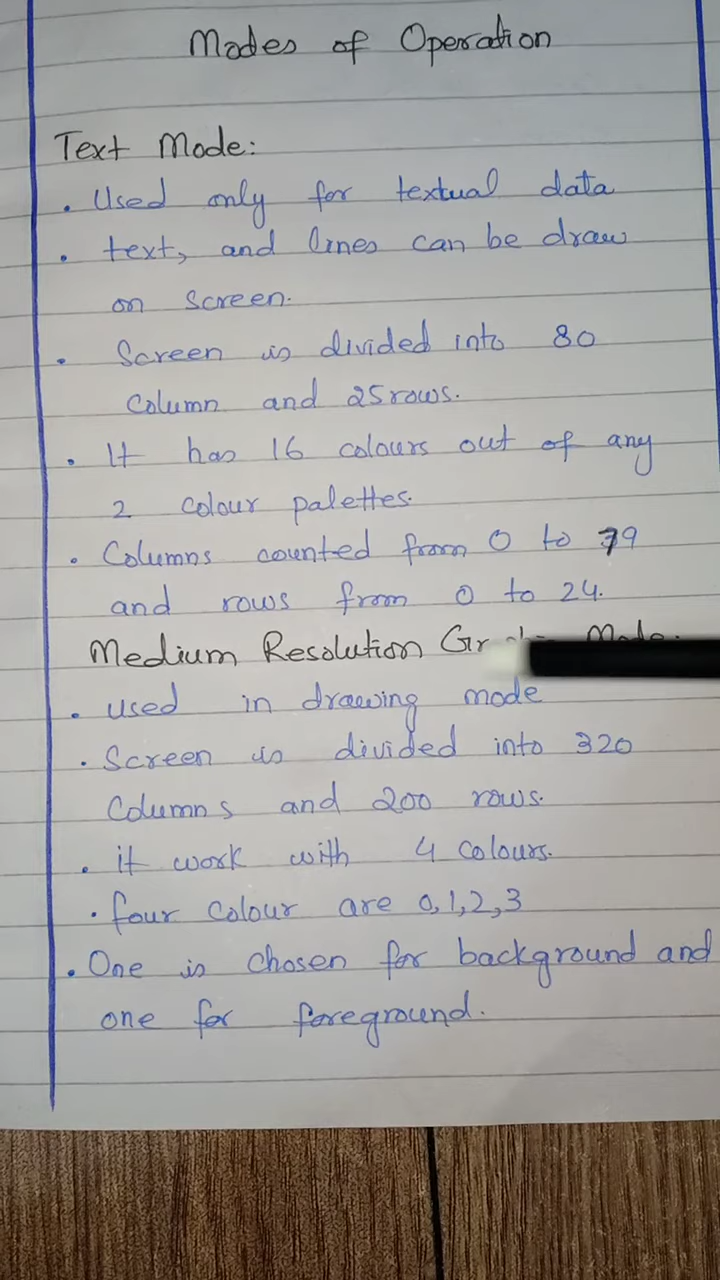 Modes of Operation
Text Mode:
. Used only for textual data
. text, and lines can be draw
on screen.
. Screen is divided into 80
Column and 25 rows.
. It has 16 colours out of any
2 colour palettes.
. Columns counted from 0 to 79
and rows from 0 to 24.
Medium Resolution Mode:
. used in drawing mode
. Screen is divided into 320
Columns and 200 rows.
. it work with 4 colours.
. four colour are 0,1,2,3
. One is chosen for background and
one for foreground.